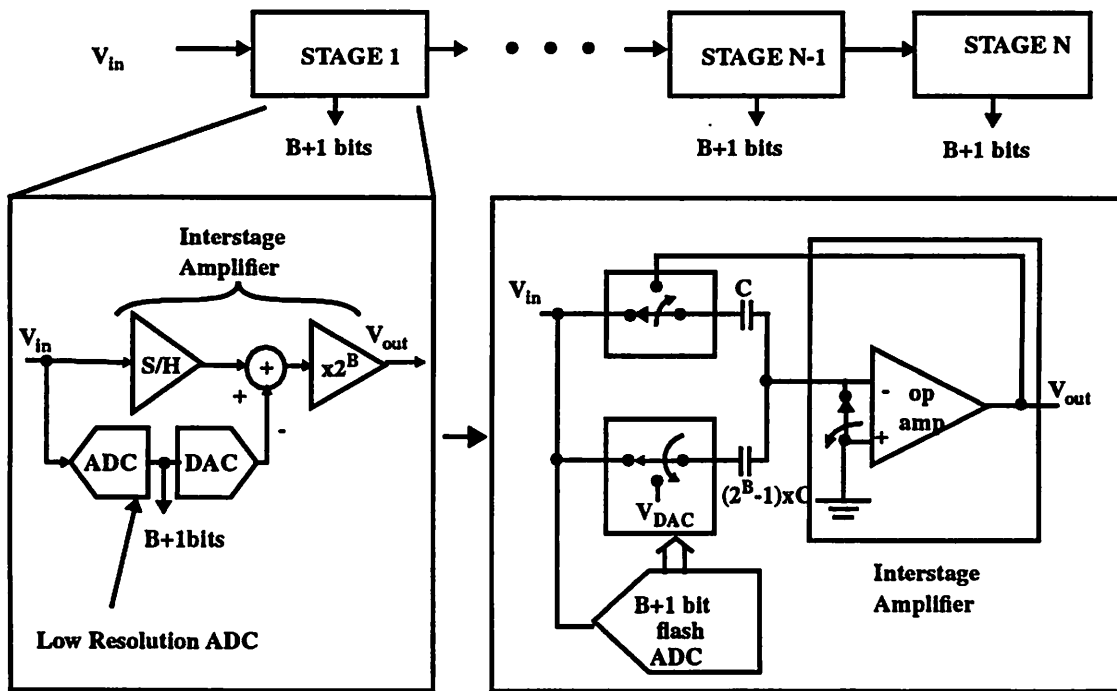 V_in
STAGE 1
STAGE N-1
STAGE N
B+1 bits
B+1 bits
B+1 bits
Interstage
Amplifier
V_in
S/H
+
+
-
x2^B
V_out
ADC
DAC
B+1bits
Low Resolution ADC
V_in
C
V_DAC
(2^B-1)xC
-
+
op
amp
V_out
B+1 bit
flash
ADC
Interstage
Amplifier